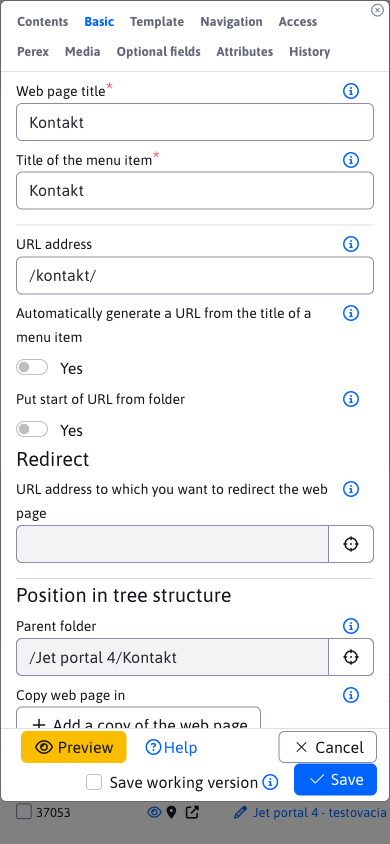 Contents Basic Template Navigation Access
Perex Media Optional fields Attributes History
Web page title*
Kontakt
Title of the menu item*
Kontakt
URL address
/kontakt/
Automatically generate a URL from the title of a
menu item
Yes
Put start of URL from folder
Yes
Redirect
URL address to which you want to redirect the web
page
Position in tree structure
Parent folder
/Jet portal 4/Kontakt
Copy web page in
Add a copy of the web page
Preview Help Cancel
Save working version Save
37053 Jet portal 4 - testovacia